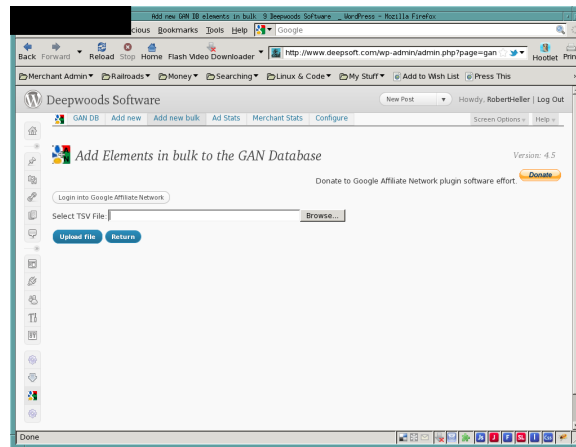 Add new GAN IB elements in bulk 9 Deepwoods Software _ WordPress - Mozilla Firefox
cious Bookmarks Tools Help Google
Back Forward Reload Stop Home Flash Video Downloader http://www.deepsoft.com/wp-admin/admin.php?page=gan Hootlet Prin
Merchant Admin Railroads Money Searching Linux & Code My Stuff Add to Wish List Press This
Deepwoods Software New Post Howdy, RobertHeller | Log Out
GAN DB Add new Add new bulk Ad Stats Merchant Stats Configure Screen Options Help
Add Elements in bulk to the GAN Database Version: 4.5
Donate to Google Affiliate Network plugin software effort. Donate
Login into Google Affiliate Network
Select TSV File: Browse...
Upload file Return
Done